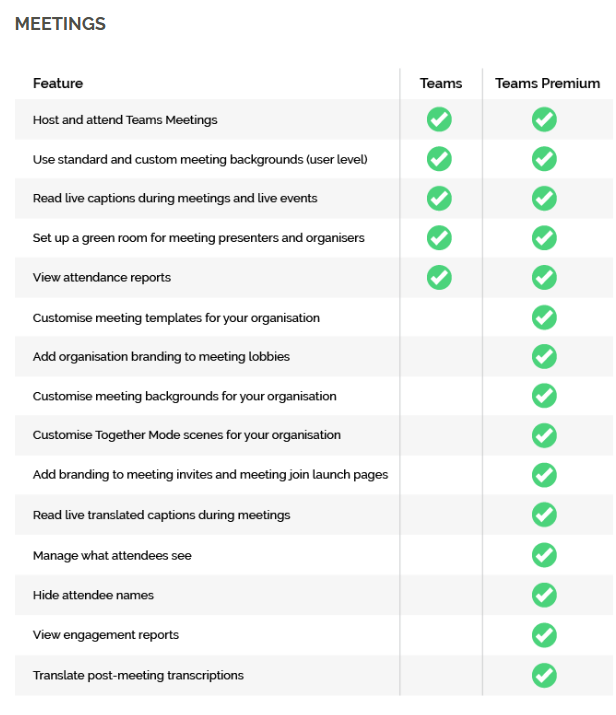 MEETINGS
Feature Teams Teams Premium
Host and attend Teams Meetings
Use standard and custom meeting backgrounds (user level)
Read live captions during meetings and live events
Set up a green room for meeting presenters and organisers
View attendance reports
Customise meeting templates for your organisation
Add organisation branding to meeting lobbies
Customise meeting backgrounds for your organisation
Customise Together Mode scenes for your organisation
Add branding to meeting invites and meeting join launch pages
Read live translated captions during meetings
Manage what attendees see
Hide attendee names
View engagement reports
Translate post-meeting transcriptions